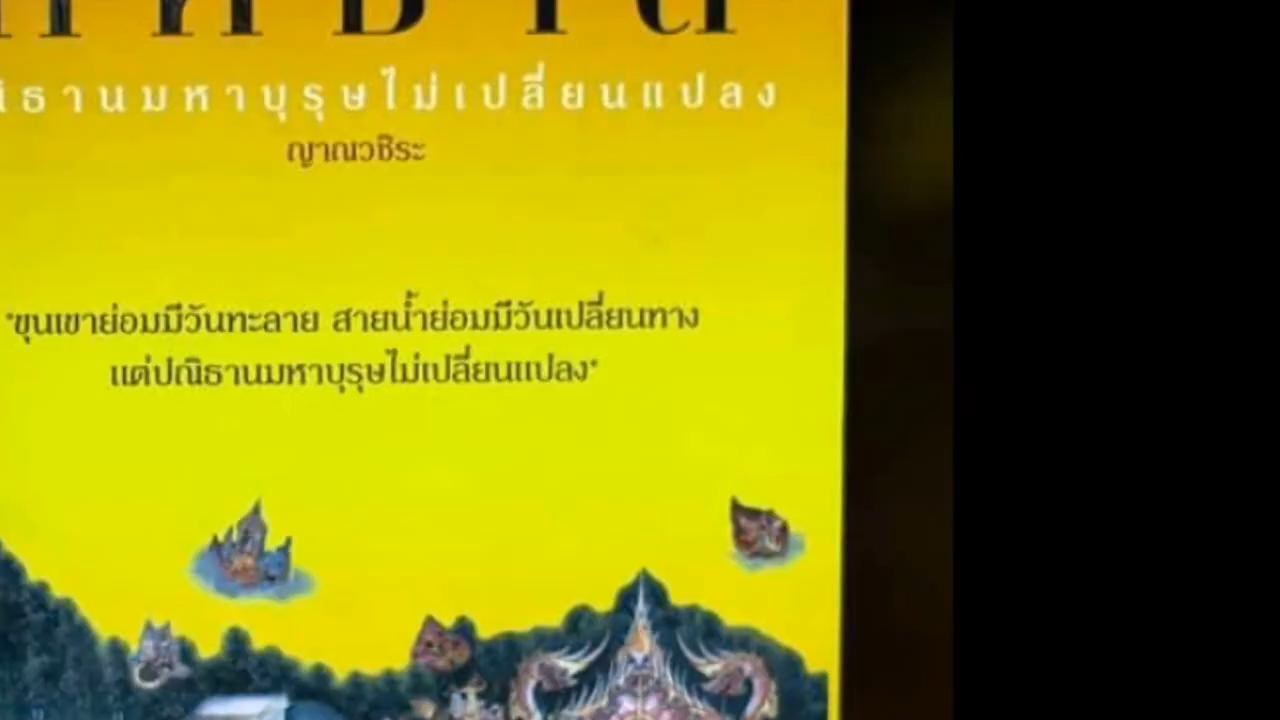 ณิธานมหาบุรุษไม่เปลี่ยนแปลง
ญาณวชิระ
"ขุนเขาย่อมมีวันทะลาย สายน้ำย่อมมีวันเปลี่ยนทาง
แต่ปณิธานมหาบุรุษไม่เปลี่ยนแปลง"